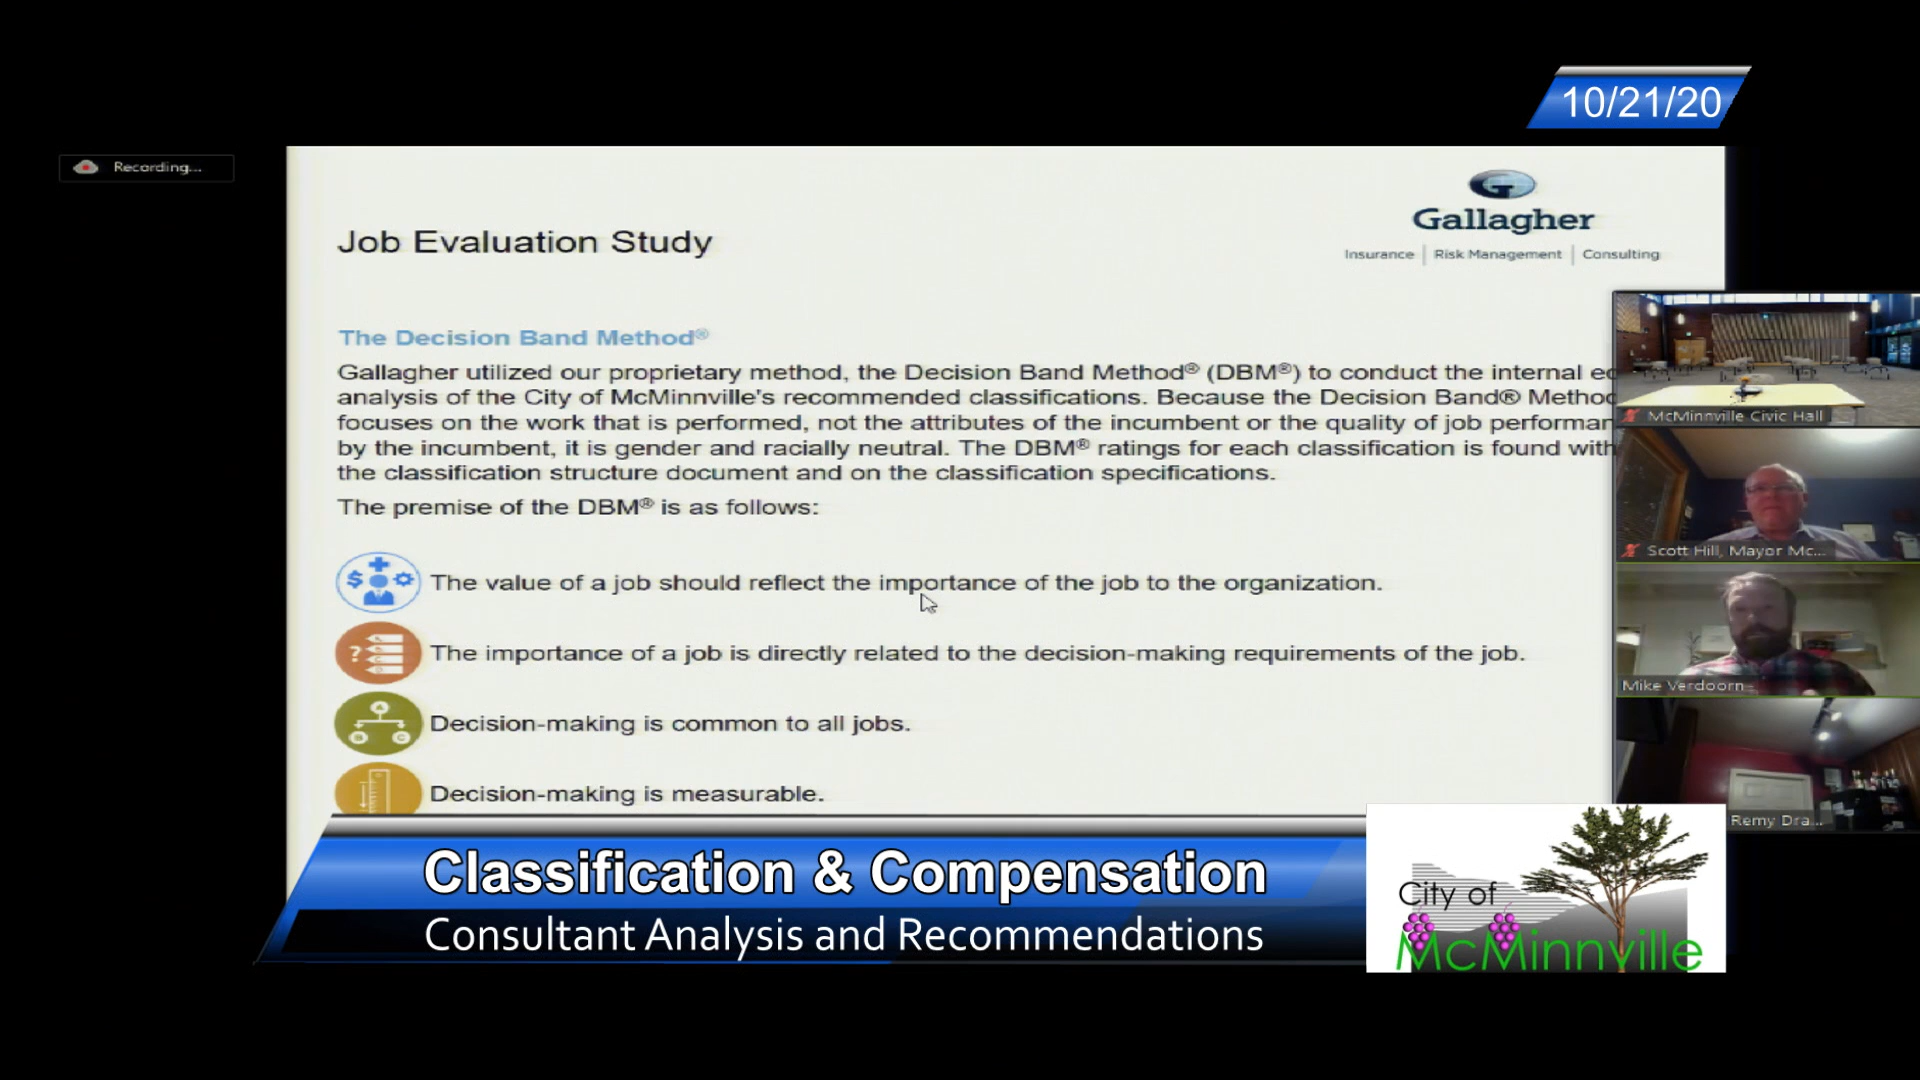 10/21/20
Recording...
Gallagher
Insurance | Risk Management | Consulting
Job Evaluation Study
The Decision Band Method®
Gallagher utilized our proprietary method, the Decision Band Method® (DBM®) to conduct the internal
analysis of the City of McMinnville's recommended classifications. Because the Decision Band®
focuses on the work that is performed, not the attributes of the incumbent or the quality of job
by the incumbent, it is gender and racially neutral. The DBM® ratings for each classification is found
the classification structure document and on the classification specifications.
The premise of the DBM® is as follows:
The value of a job should reflect the importance of the job to the organization.
The importance of a job is directly related to the decision-making requirements of the job.
Decision-making is common to all jobs.
Decision-making is measurable.
McMinnville Civic Hall
Scott Hill, Mayor Mc...
Mike Verdoorn
Remy Dra...
Classification & Compensation
Consultant Analysis and Recommendations
City of
McMinnville